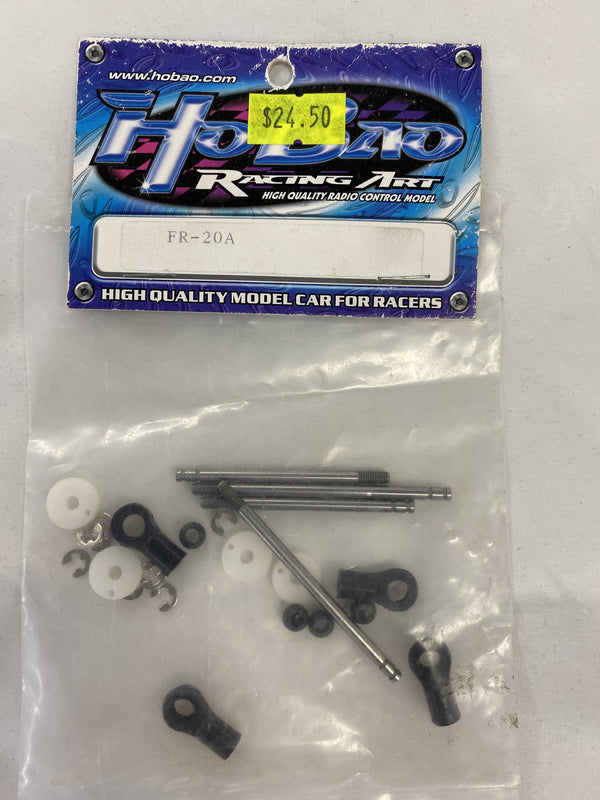 www.hobao.com
HoBao
$24.50
RACING ART
HIGH QUALITY RADIO CONTROL MODEL
FR-20A
HIGH QUALITY MODEL CAR FOR RACERS